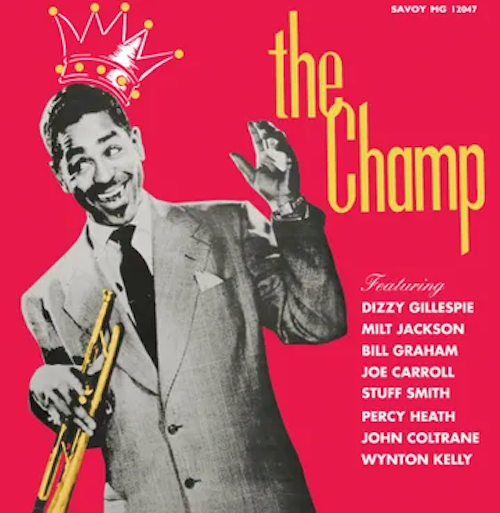 SAVOY MG 12047
the
Champ
Featuring
DIZZY GILLESPIE
MILT JACKSON
BILL GRAHAM
JOE CARROLL
STUFF SMITH
PERCY HEATH
JOHN COLTRANE
WYNTON KELLY